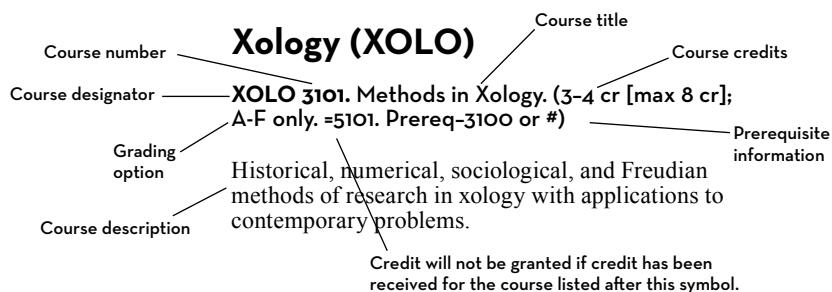 Course title
Xology (XOLO)
Course number
Course credits
Course designator
XOLO 3101. Methods in Xology. (3–4 cr [max 8 cr];
A-F only. =5101. Prereq–3100 or #)
Grading
option
Prerequisite
information
Historical, numerical, sociological, and Freudian
methods of research in xology with applications to
contemporary problems.
Course description
Credit will not be granted if credit has been
received for the course listed after this symbol.